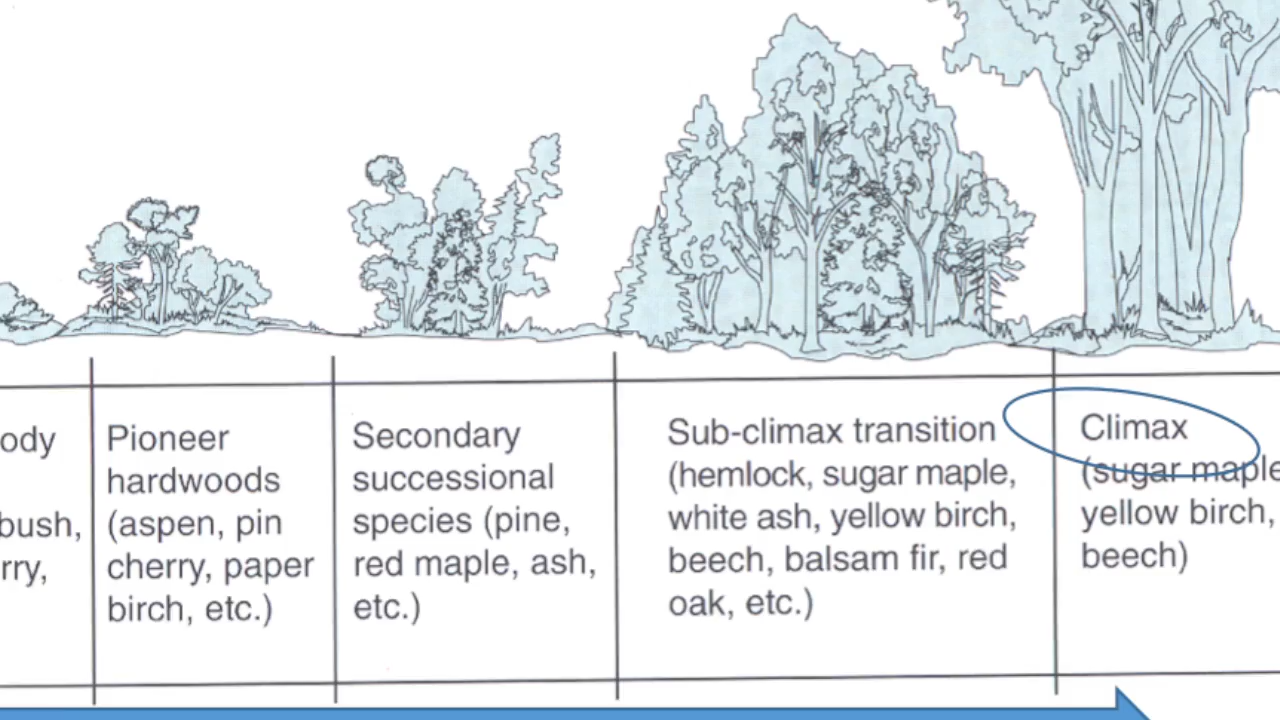 ody
bush,
rry,
Pioneer
hardwoods
(aspen, pin
cherry, paper
birch, etc.)
Secondary
successional
species (pine,
red maple, ash,
etc.)
Sub-climax transition
(hemlock, sugar maple,
white ash, yellow birch,
beech, balsam fir, red
oak, etc.)
Climax
(sugar maple
yellow birch,
beech)